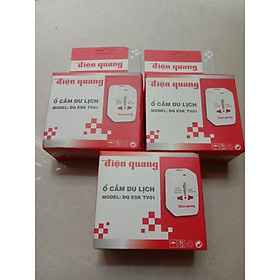 điện quang
Ổ CẮM DU LỊCH
MODEL: ĐQ ESK TV01
điện quang
Ổ CẮM DU LỊCH
MODEL: ĐQ ESK TV01
điện quang
Ổ CẮM DU LỊCH
MODEL: ĐQ ESK TV01